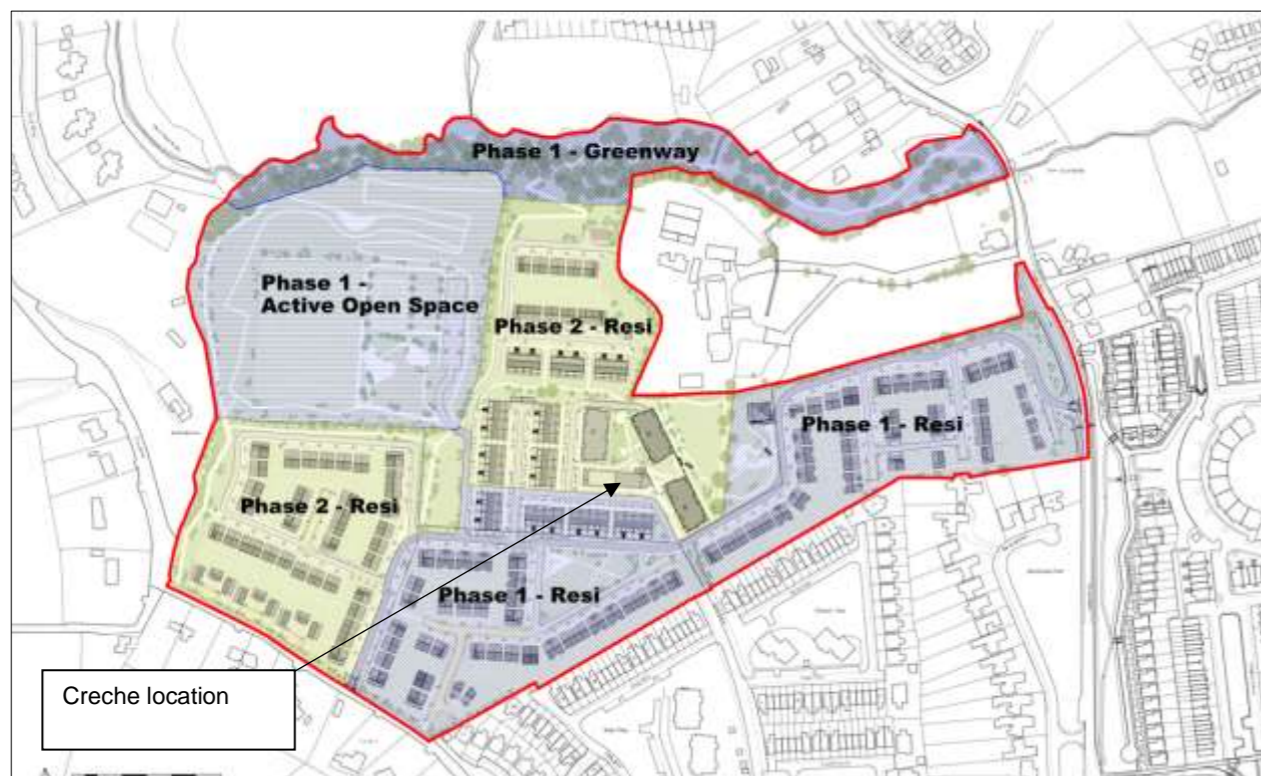 Phase 1 - Greenway
Phase 1 -
Active Open Space
Phase 2 - Resi
Phase 1 - Resi
Phase 2 - Resi
Phase 1 - Resi
Creche location